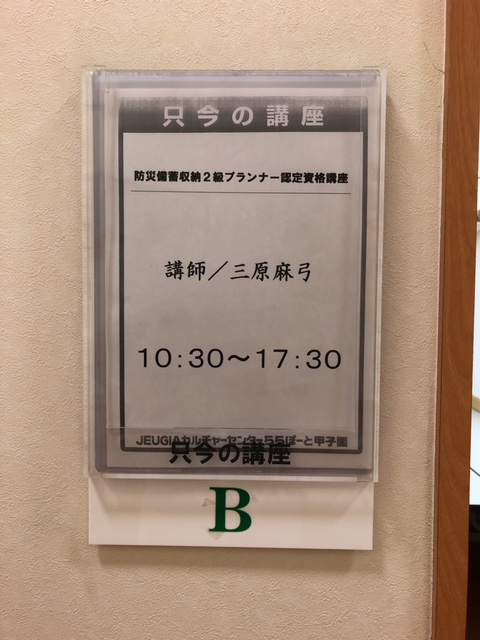 只今の講座
防災備蓄収納2級プランナー認定資格講座
講師／三原麻弓
10:30～17:30
JEUGIAカルチャーセンターららぽーと甲子園
只今の講座
B